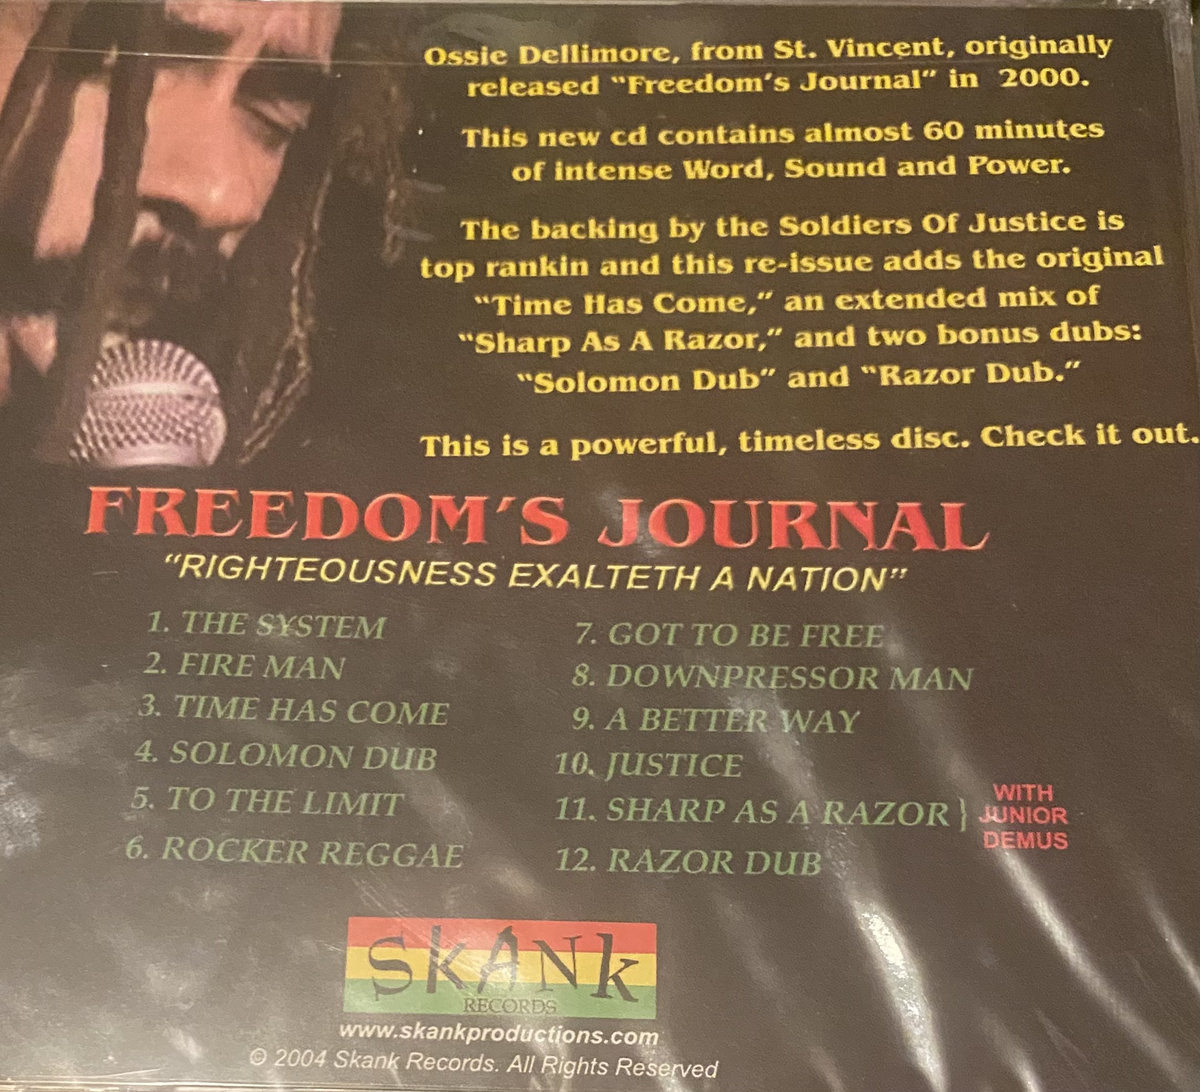 Ossie Dellimore, from St. Vincent, originally
released "Freedom's Journal" in 2000.
This new cd contains almost 60 minutes
of intense Word, Sound and Power.
The backing by the Soldiers Of Justice is
top rankin and this re-issue adds the original
"Time Has Come," an extended mix of
"Sharp As A Razor," and two bonus dubs:
"Solomon Dub" and "Razor Dub."
This is a powerful, timeless disc. Check it out.
FREEDOM'S JOURNAL
"RIGHTEOUSNESS EXALTETH A NATION"
1. THE SYSTEM
2. FIRE MAN
3. TIME HAS COME
4. SOLOMON DUB
5. TO THE LIMIT
6. ROCKER REGGAE
7. GOT TO BE FREE
8. DOWNPRESSOR MAN
9. A BETTER WAY
10. JUSTICE
11. SHARP AS A RAZOR }
12. RAZOR DUB
WITH
JUNIOR
DEMUS
SKANK
RECORDS
www.skankproductions.com
© 2004 Skank Records. All Rights Reserved